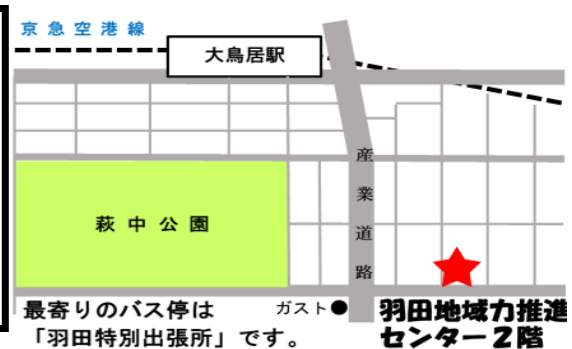 京急空港線
大鳥居駅
産業道路
萩中公園
最寄りのバス停は
「羽田特別出張所」です。
ガスト●
羽田地域力推進
センター２階